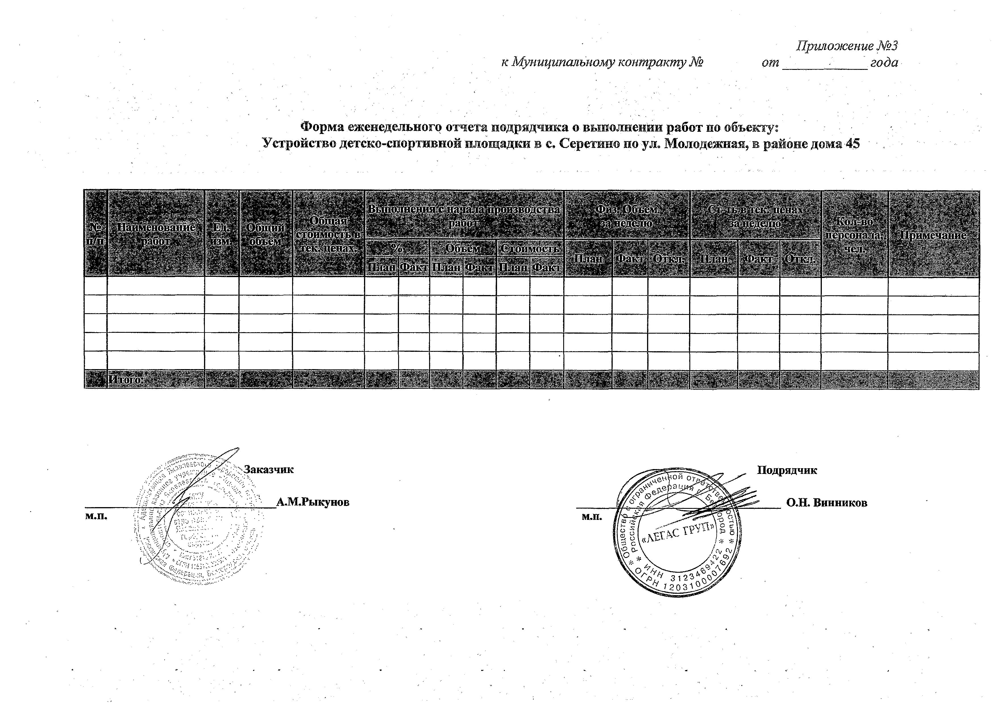 Приложение №3
к Муниципальному контракту № от ____________ года
Форма еженедельного отчета подрядчика о выполнении работ по объекту:
Устройство детско-спортивной площадки в с. Серетино по ул. Молодежная, в районе дома 45
№ п/п
Наименование работ
Ед. изм.
Общий объем
Общая стоимость в тек. ценах.
Выполнения с начала производства работ
Физ. Объем за неделю
Ст-ть в тек. ценах за неделю
Кол-во персонала, чел.
Примечание
% Объем Стоимость
План Факт План Факт План Факт План Факт Откл. План Факт Откл.
Итого:
Заказчик
А.М.Рыкунов
м.п.
Подрядчик
О.Н. Винников
м.п.
Общество с ограниченной ответственностью
Российская Федерация г. Белгород
«ЛЕГАС ГРУП»
ИНН 3123469422
ОГРН 1203100007692